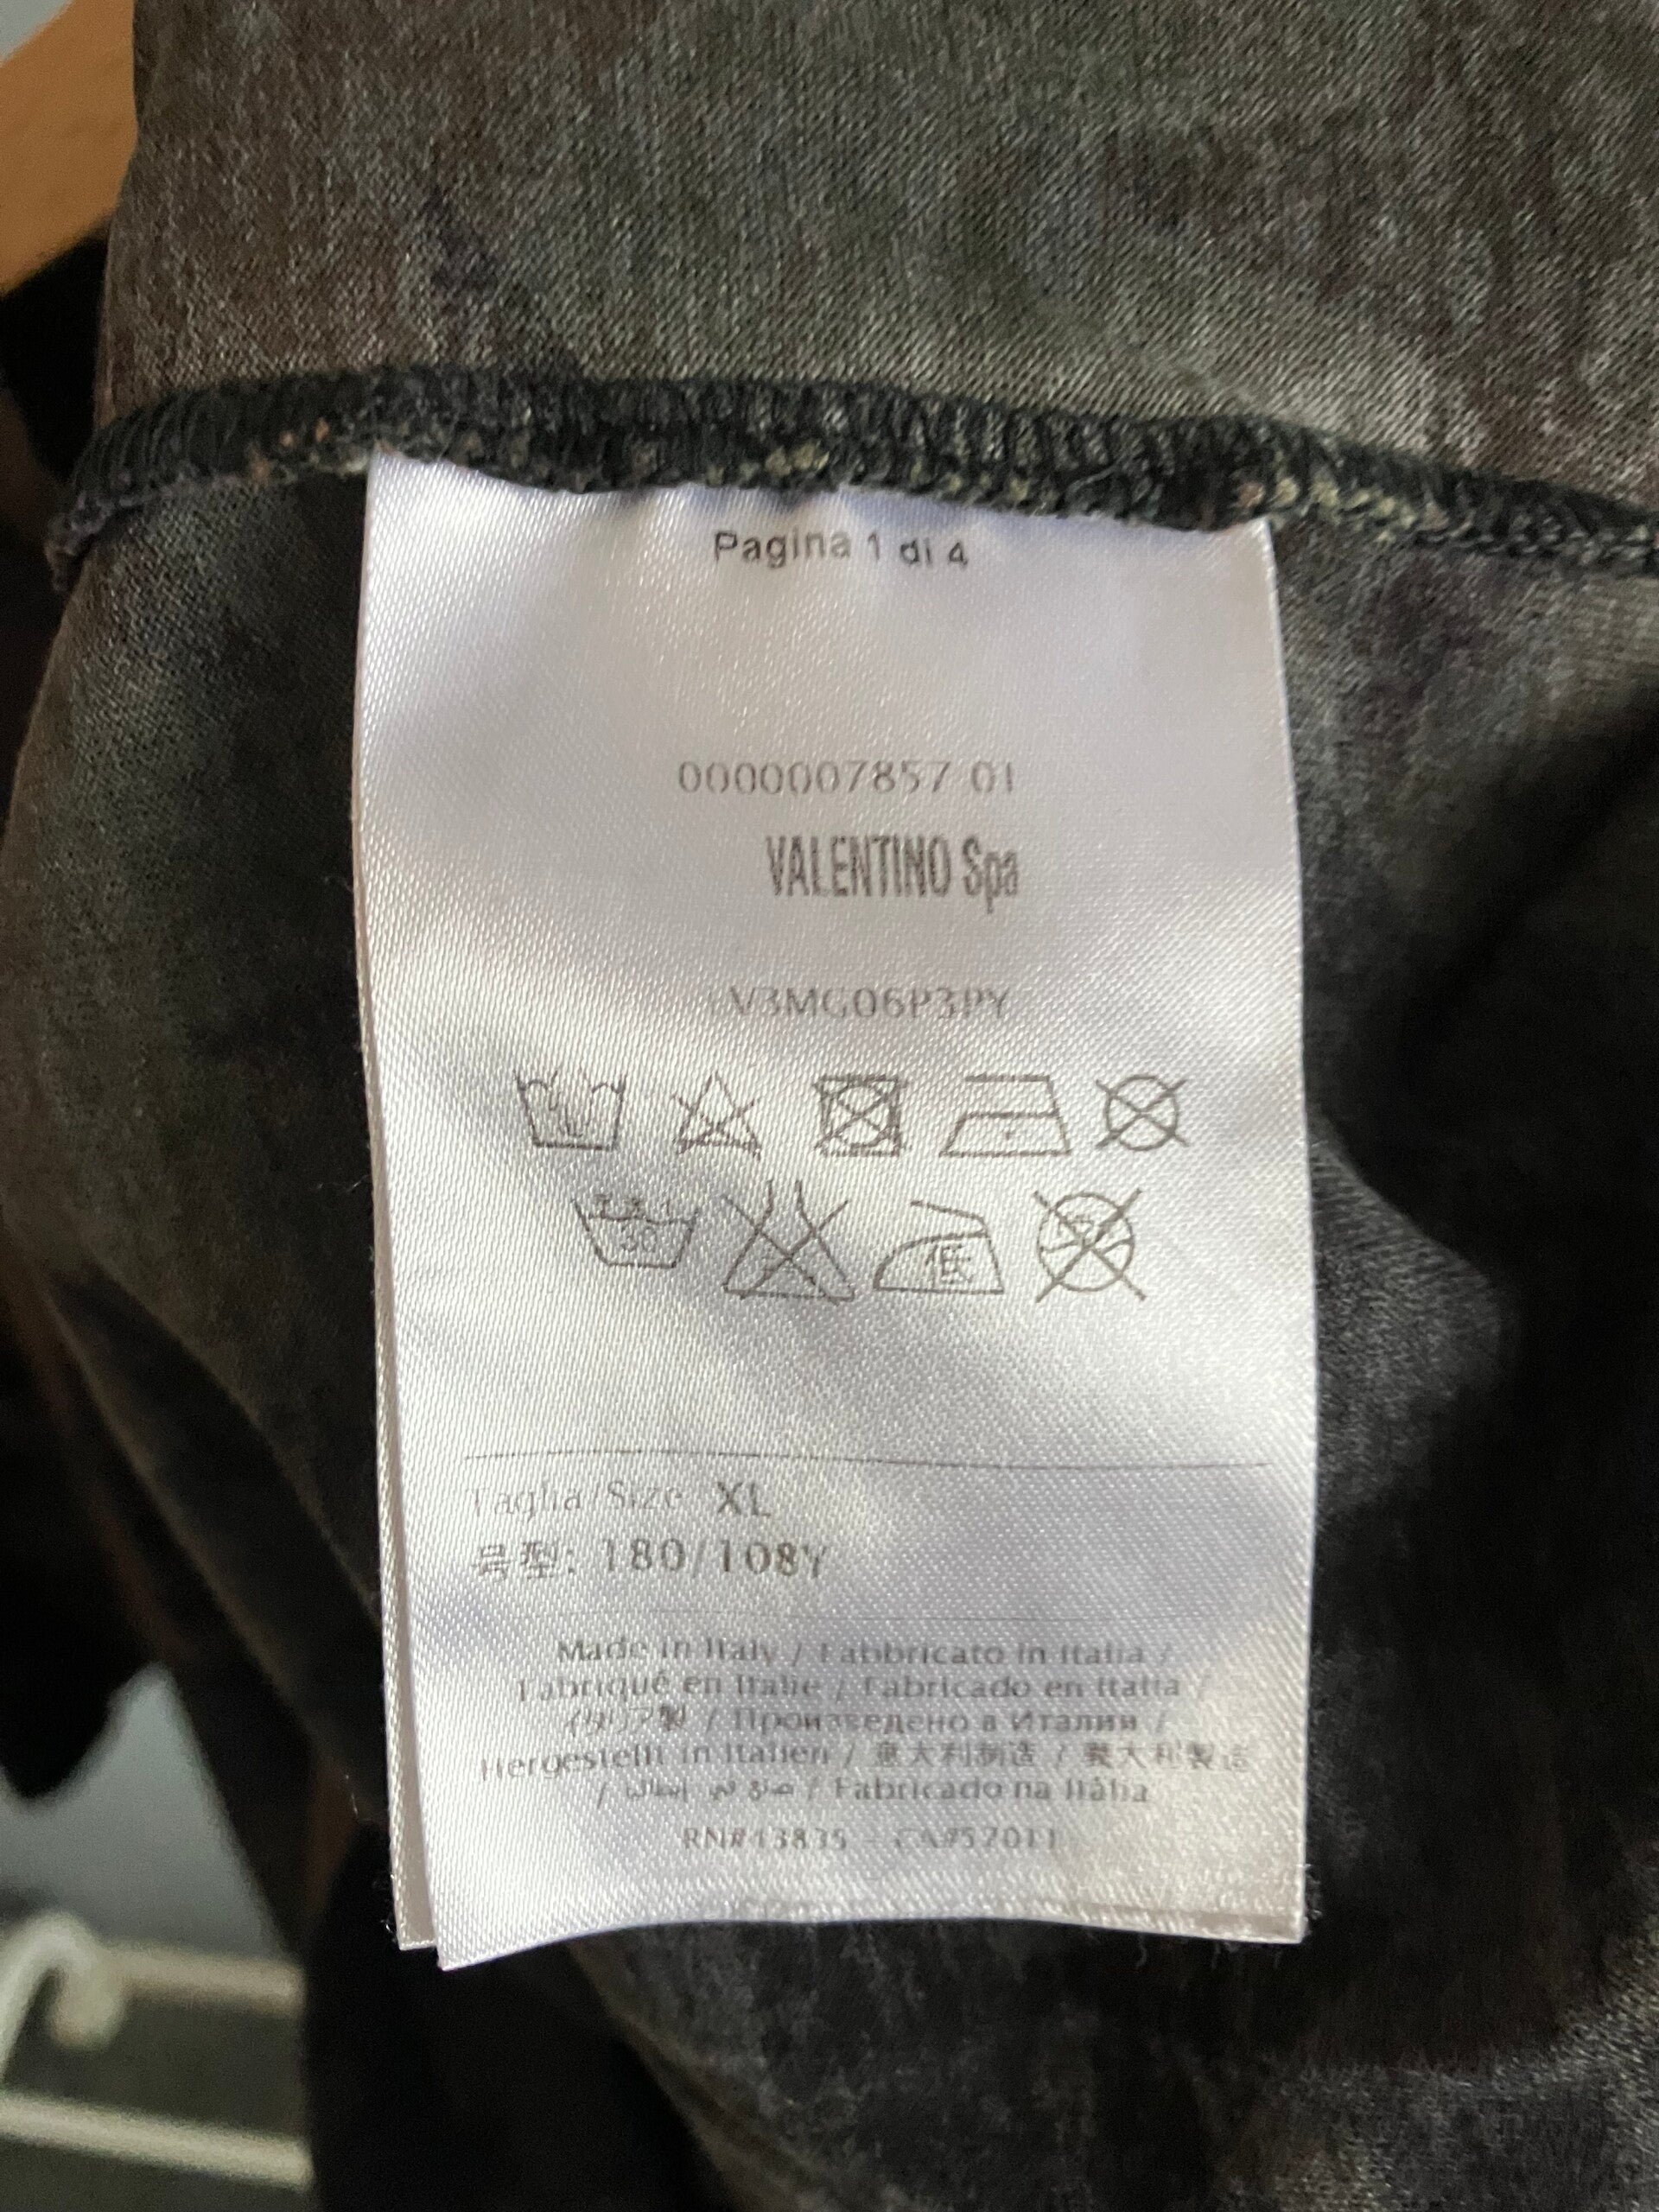 Pagina 1 di 4
0000007857 01
VALENTINO Spa
V3MG06P3PY
30
低
Taglia/Size XL
号型: 180/108Y
Made in Italy / Fabbricato in Italia /
Fabriqué en Italie / Fabricado en Italia /
イタリア製 / Произведено в Италии /
Hergestellt in Italien / 意大利制造 / 義大利製造
/ صنع في إيطاليا / Fabricado na Itália
RN#13835 - CA#57011